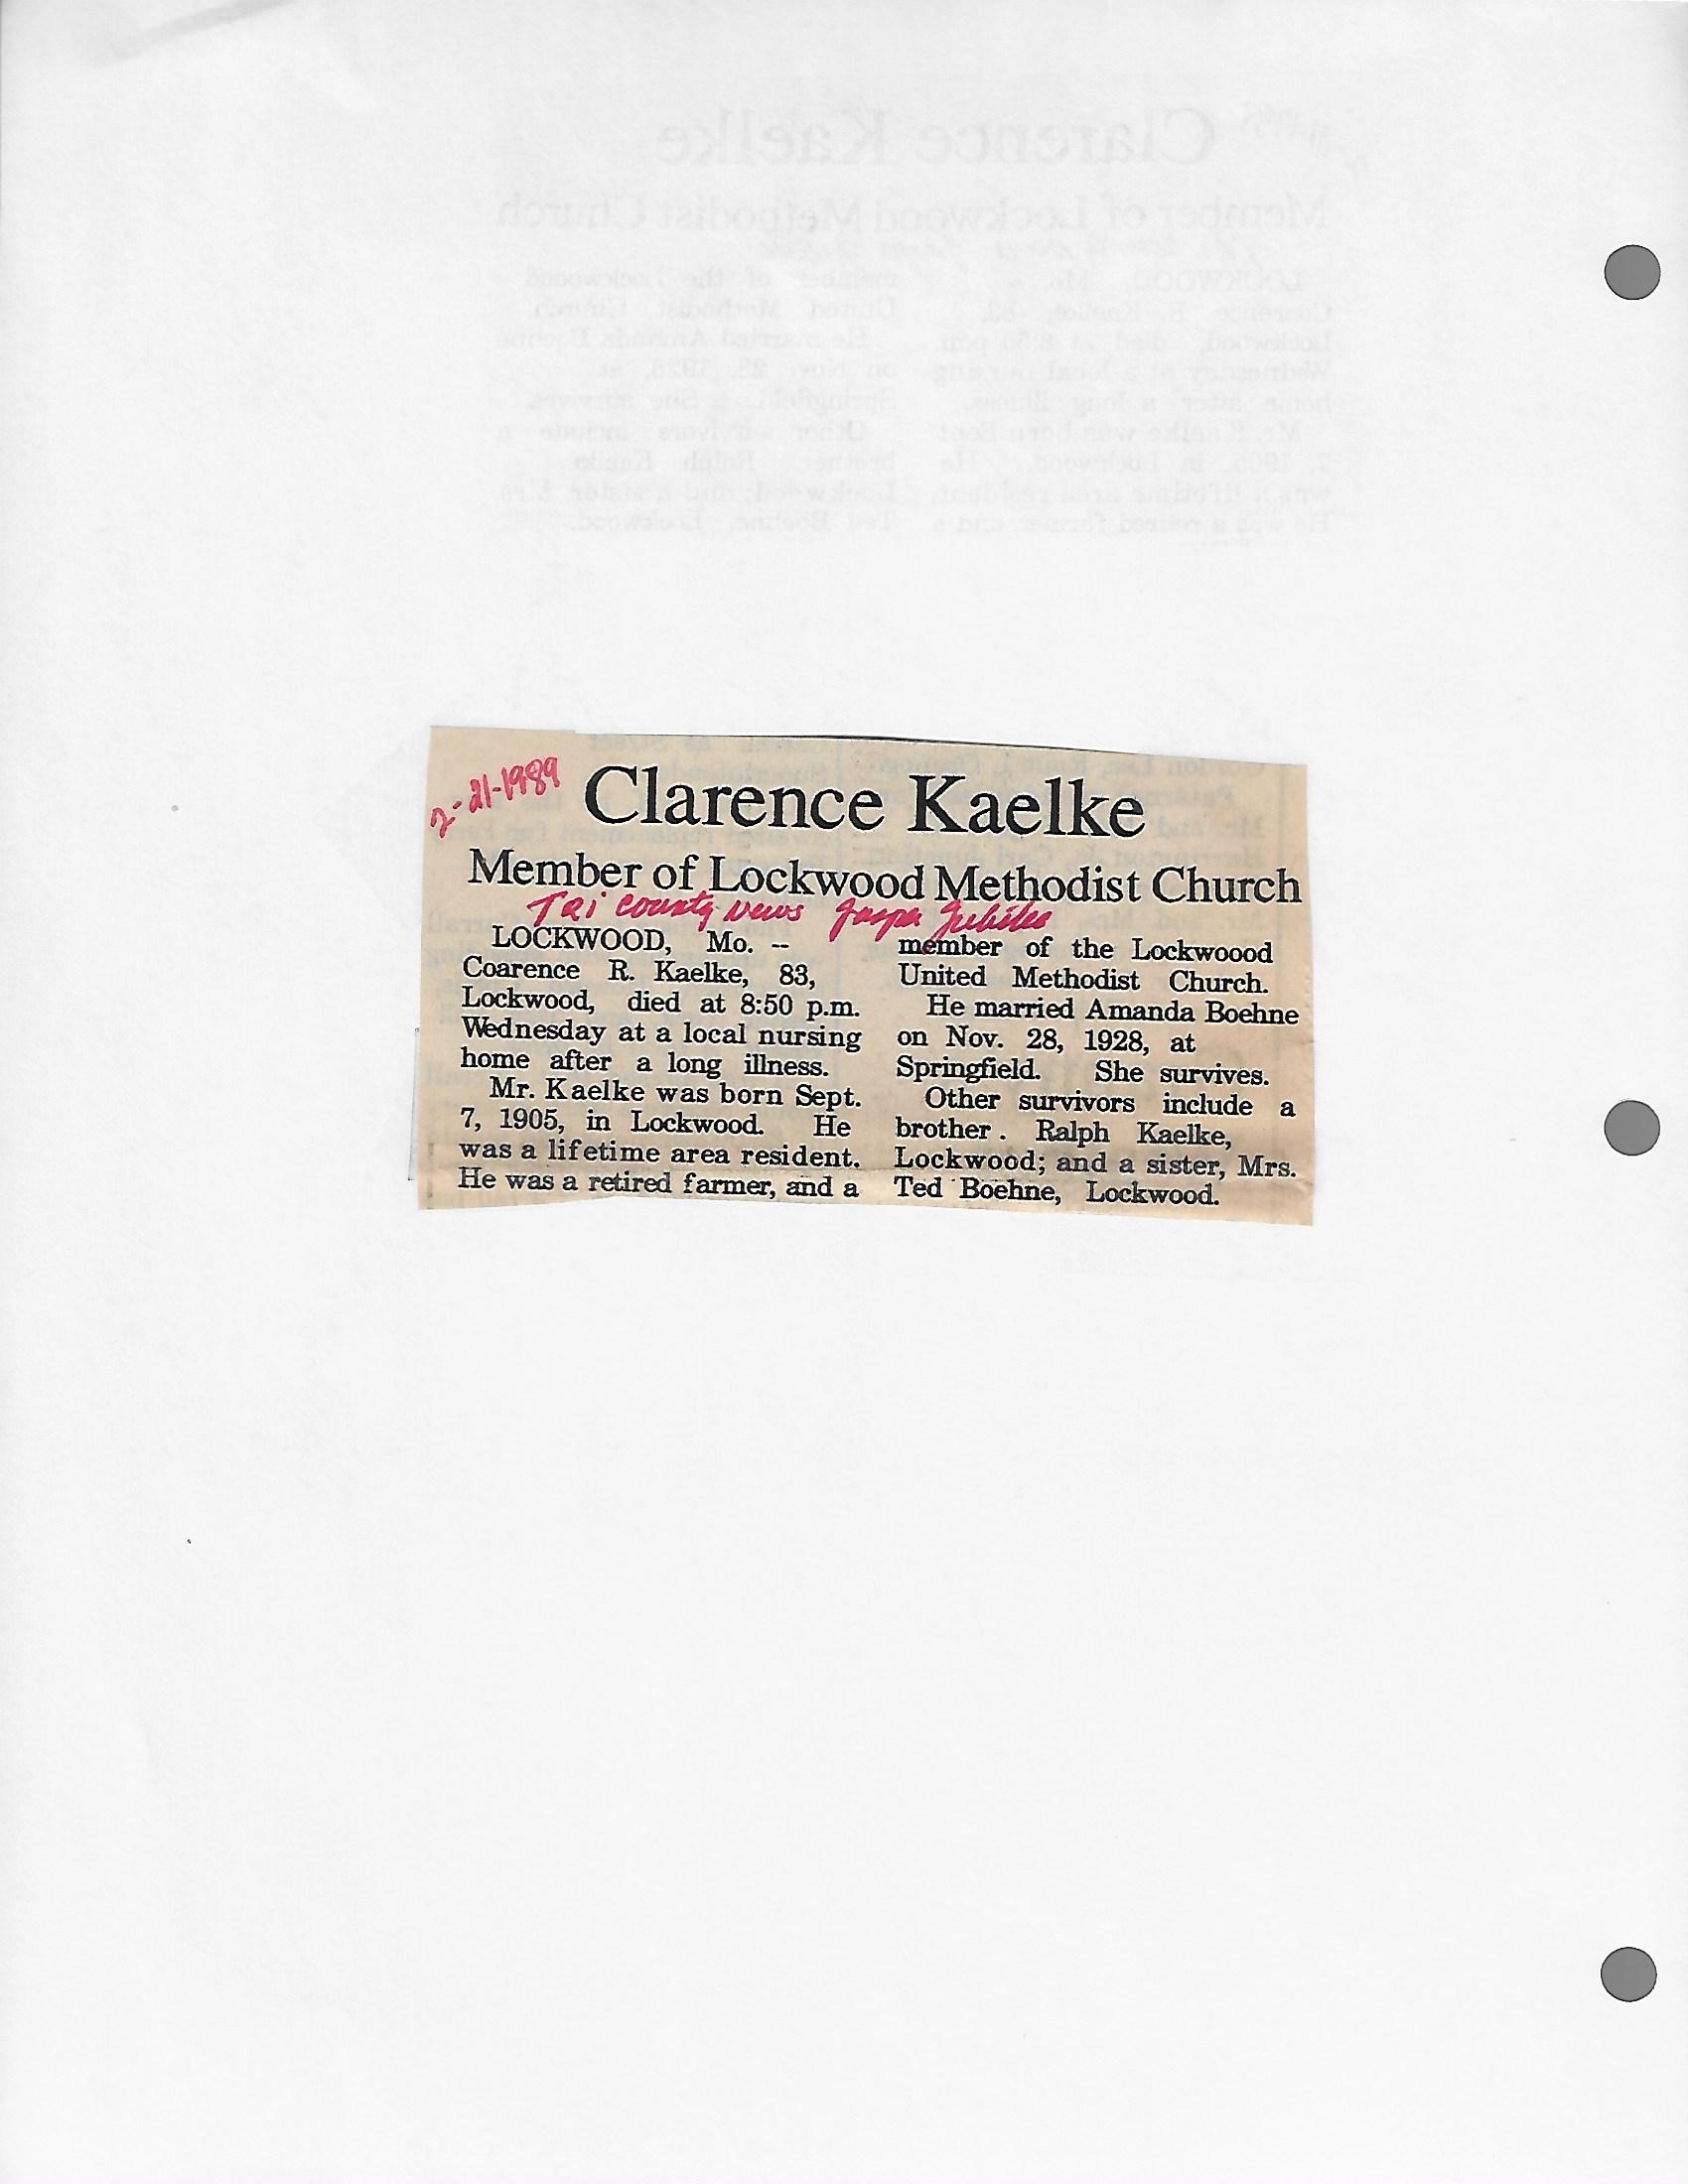 2-21-1989
Clarence Kaelke
Member of Lockwood Methodist Church
Tri County News
LOCKWOOD, Mo. --
Coarence R. Kaelke, 83,
Lockwood, died at 8:50 p.m.
Wednesday at a local nursing
home after a long illness.
Mr. Kaelke was born Sept.
7, 1905, in Lockwood. He
was a lifetime area resident.
He was a retired farmer, and a
member of the Lockwoood
United Methodist Church.
He married Amanda Boehne
on Nov. 28, 1928, at
Springfield. She survives.
Other survivors include a
brother. Ralph Kaelke,
Lockwood; and a sister, Mrs.
Ted Boehne, Lockwood.